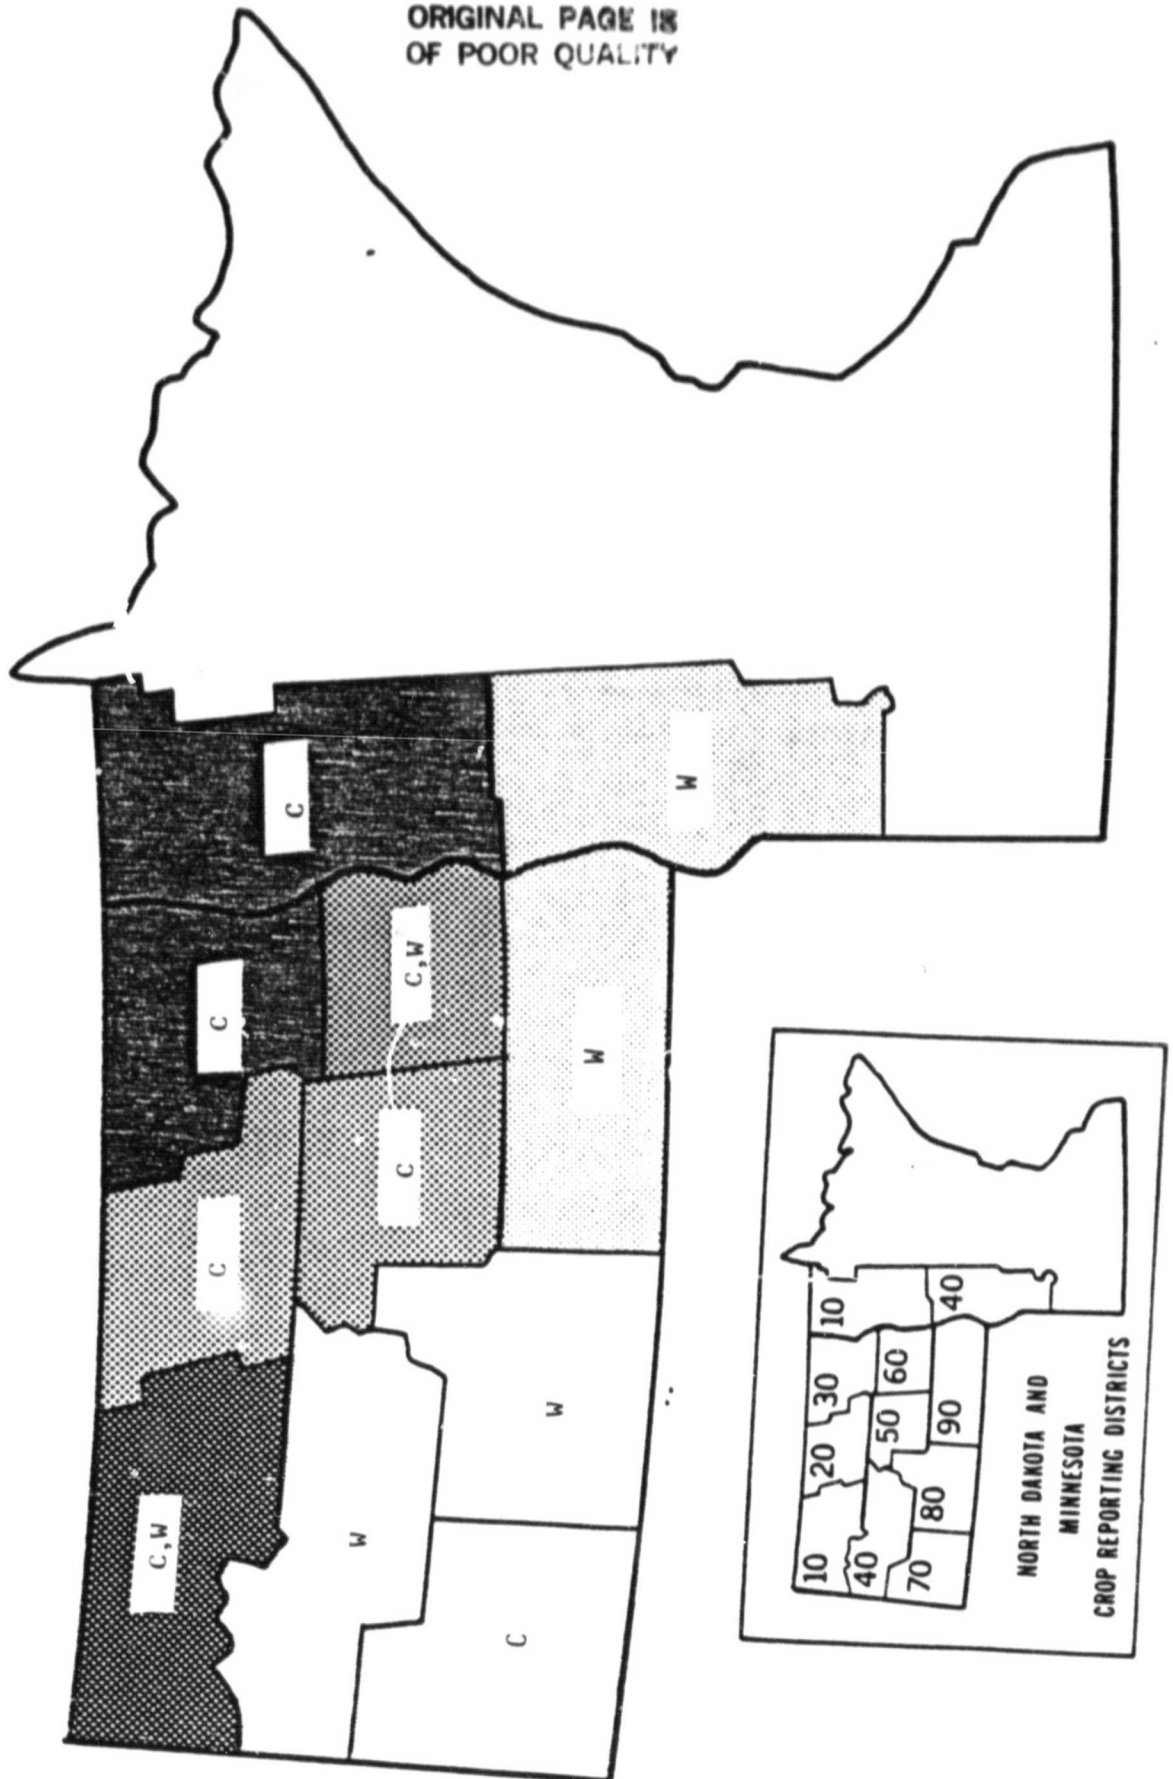 ORIGINAL PAGE IS
OF POOR QUALITY
C
C
C,W
W
C
C
W
C,W
W
W
C
10
40
30
60
20
50
90
10
40
80
70
NORTH DAKOTA AND
MINNESOTA
CROP REPORTING DISTRICTS